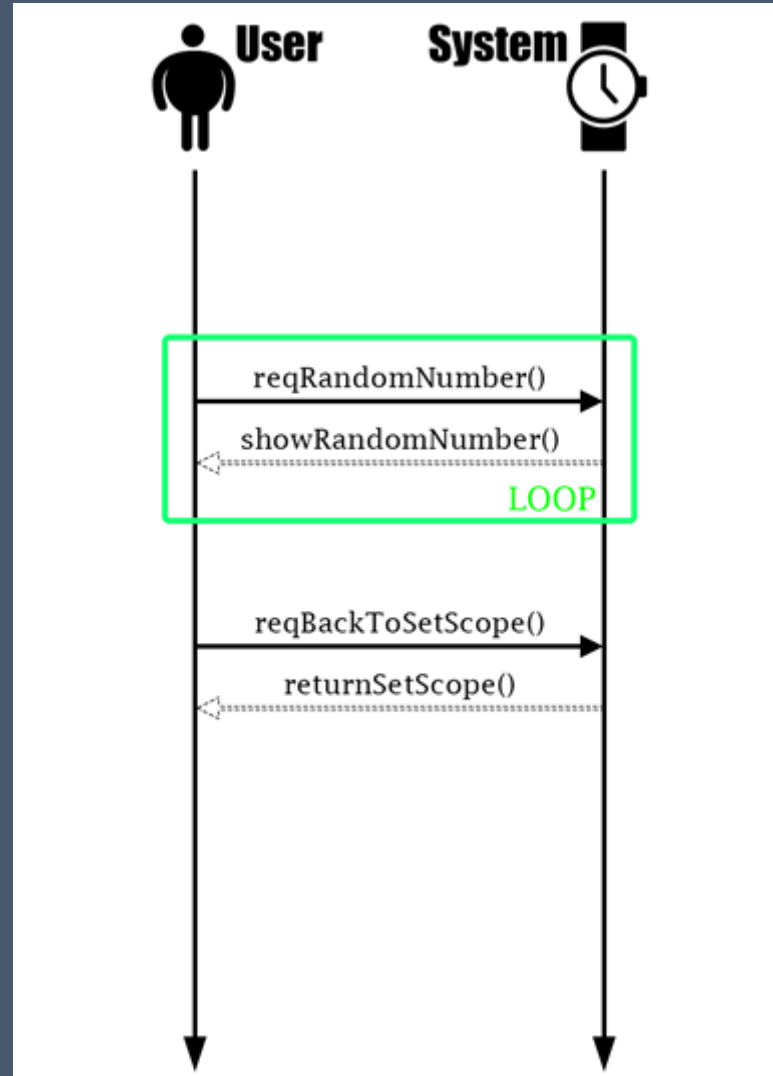 User
System
reqRandomNumber()
showRandomNumber()
LOOP
reqBackToSetScope()
returnSetScope()